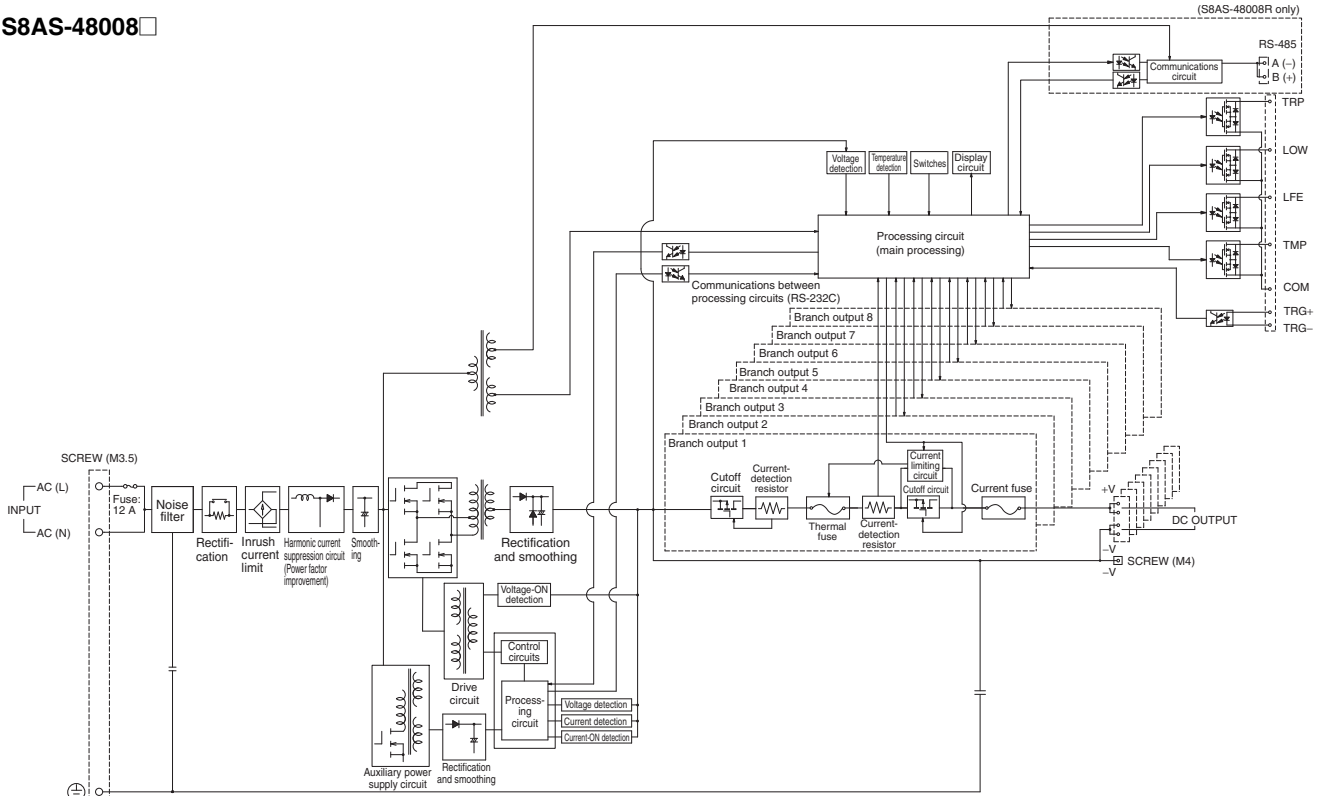 S8AS-48008□
(S8AS-48008R only)
RS-485
A (−)
B (+)
Communications
circuit
TRP
LOW
LFE
TMP
COM
TRG+
TRG−
Voltage
detection
Temperature
detection
Switches
Display
circuit
Processing circuit
(main processing)
Communications between
processing circuits (RS-232C)
Branch output 8
Branch output 7
Branch output 6
Branch output 5
Branch output 4
Branch output 3
Branch output 2
Branch output 1
Cutoff
circuit
Current-
detection
resistor
Thermal
fuse
Current-
detection
resistor
Current
limiting
circuit
Cutoff circuit
Current fuse
+V
DC OUTPUT
−V
SCREW (M4)
−V
SCREW (M3.5)
AC (L)
INPUT
AC (N)
Fuse:
12 A
Noise
filter
Rectifi-
cation
Inrush
current
limit
Harmonic current
suppression circuit
(Power factor
improvement)
Smooth-
ing
Rectification
and smoothing
Voltage-ON
detection
Drive
circuit
Control
circuits
Process-
ing
circuit
Voltage detection
Current detection
Current-ON detection
Auxiliary power
supply circuit
Rectification
and smoothing